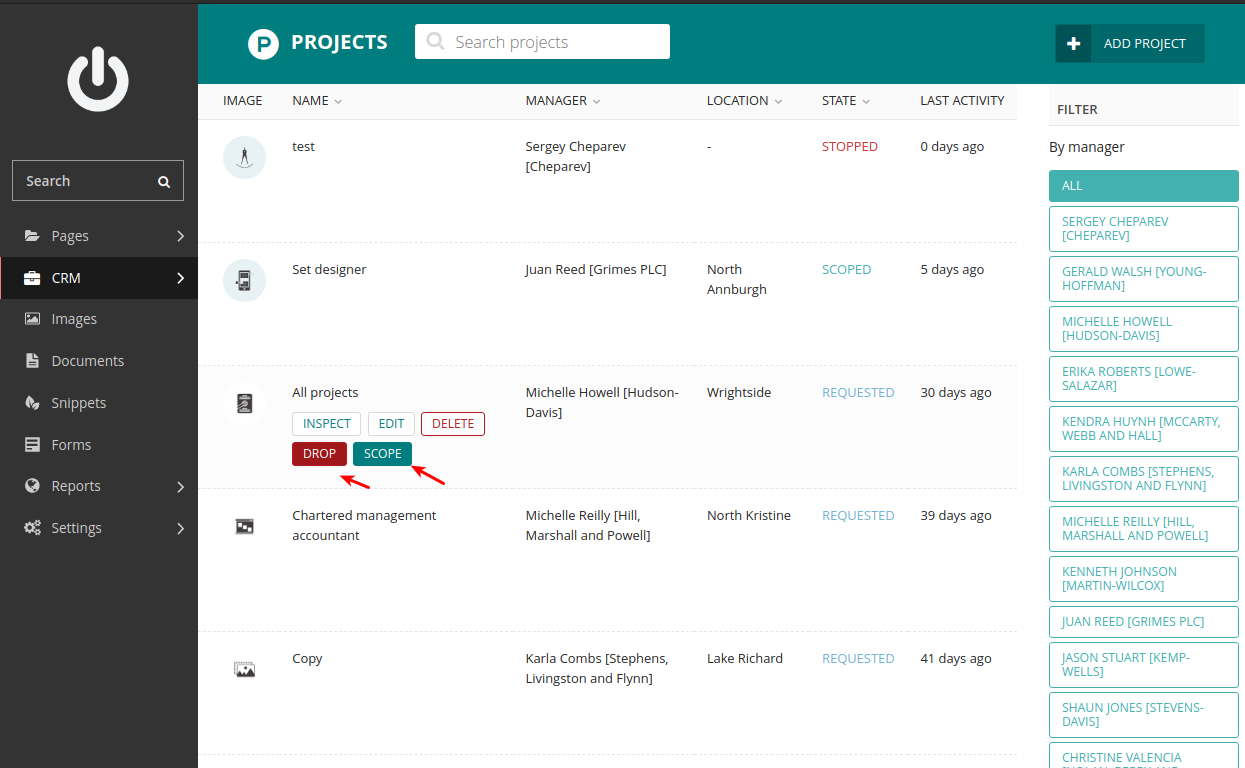 P PROJECTS
Search projects
ADD PROJECT
Search
Pages
CRM
Images
Documents
Snippets
Forms
Reports
Settings
IMAGE NAME MANAGER LOCATION STATE LAST ACTIVITY
test Sergey Cheparev - STOPPED 0 days ago
[Cheparev]
Set designer Juan Reed [Grimes PLC] North SCOPED 5 days ago
Annburgh
All projects Michelle Howell [Hudson- Wrightside REQUESTED 30 days ago
Davis]
INSPECT EDIT DELETE
DROP SCOPE
Chartered management Michelle Reilly [Hill, North Kristine REQUESTED 39 days ago
accountant Marshall and Powell]
Copy Karla Combs [Stephens, Lake Richard REQUESTED 41 days ago
Livingston and Flynn]
FILTER
By manager
ALL
SERGEY CHEPAREV
[CHEPAREV]
GERALD WALSH [YOUNG-
HOFFMAN]
MICHELLE HOWELL
[HUDSON-DAVIS]
ERIKA ROBERTS [LOWE-
SALAZAR]
KENDRA HUYNH [MCCARTY,
WEBB AND HALL]
KARLA COMBS [STEPHENS,
LIVINGSTON AND FLYNN]
MICHELLE REILLY [HILL,
MARSHALL AND POWELL]
KENNETH JOHNSON
[MARTIN-WILCOX]
JUAN REED [GRIMES PLC]
JASON STUART [KEMP-
WELLS]
SHAUN JONES [STEVENS-
DAVIS]
CHRISTINE VALENCIA